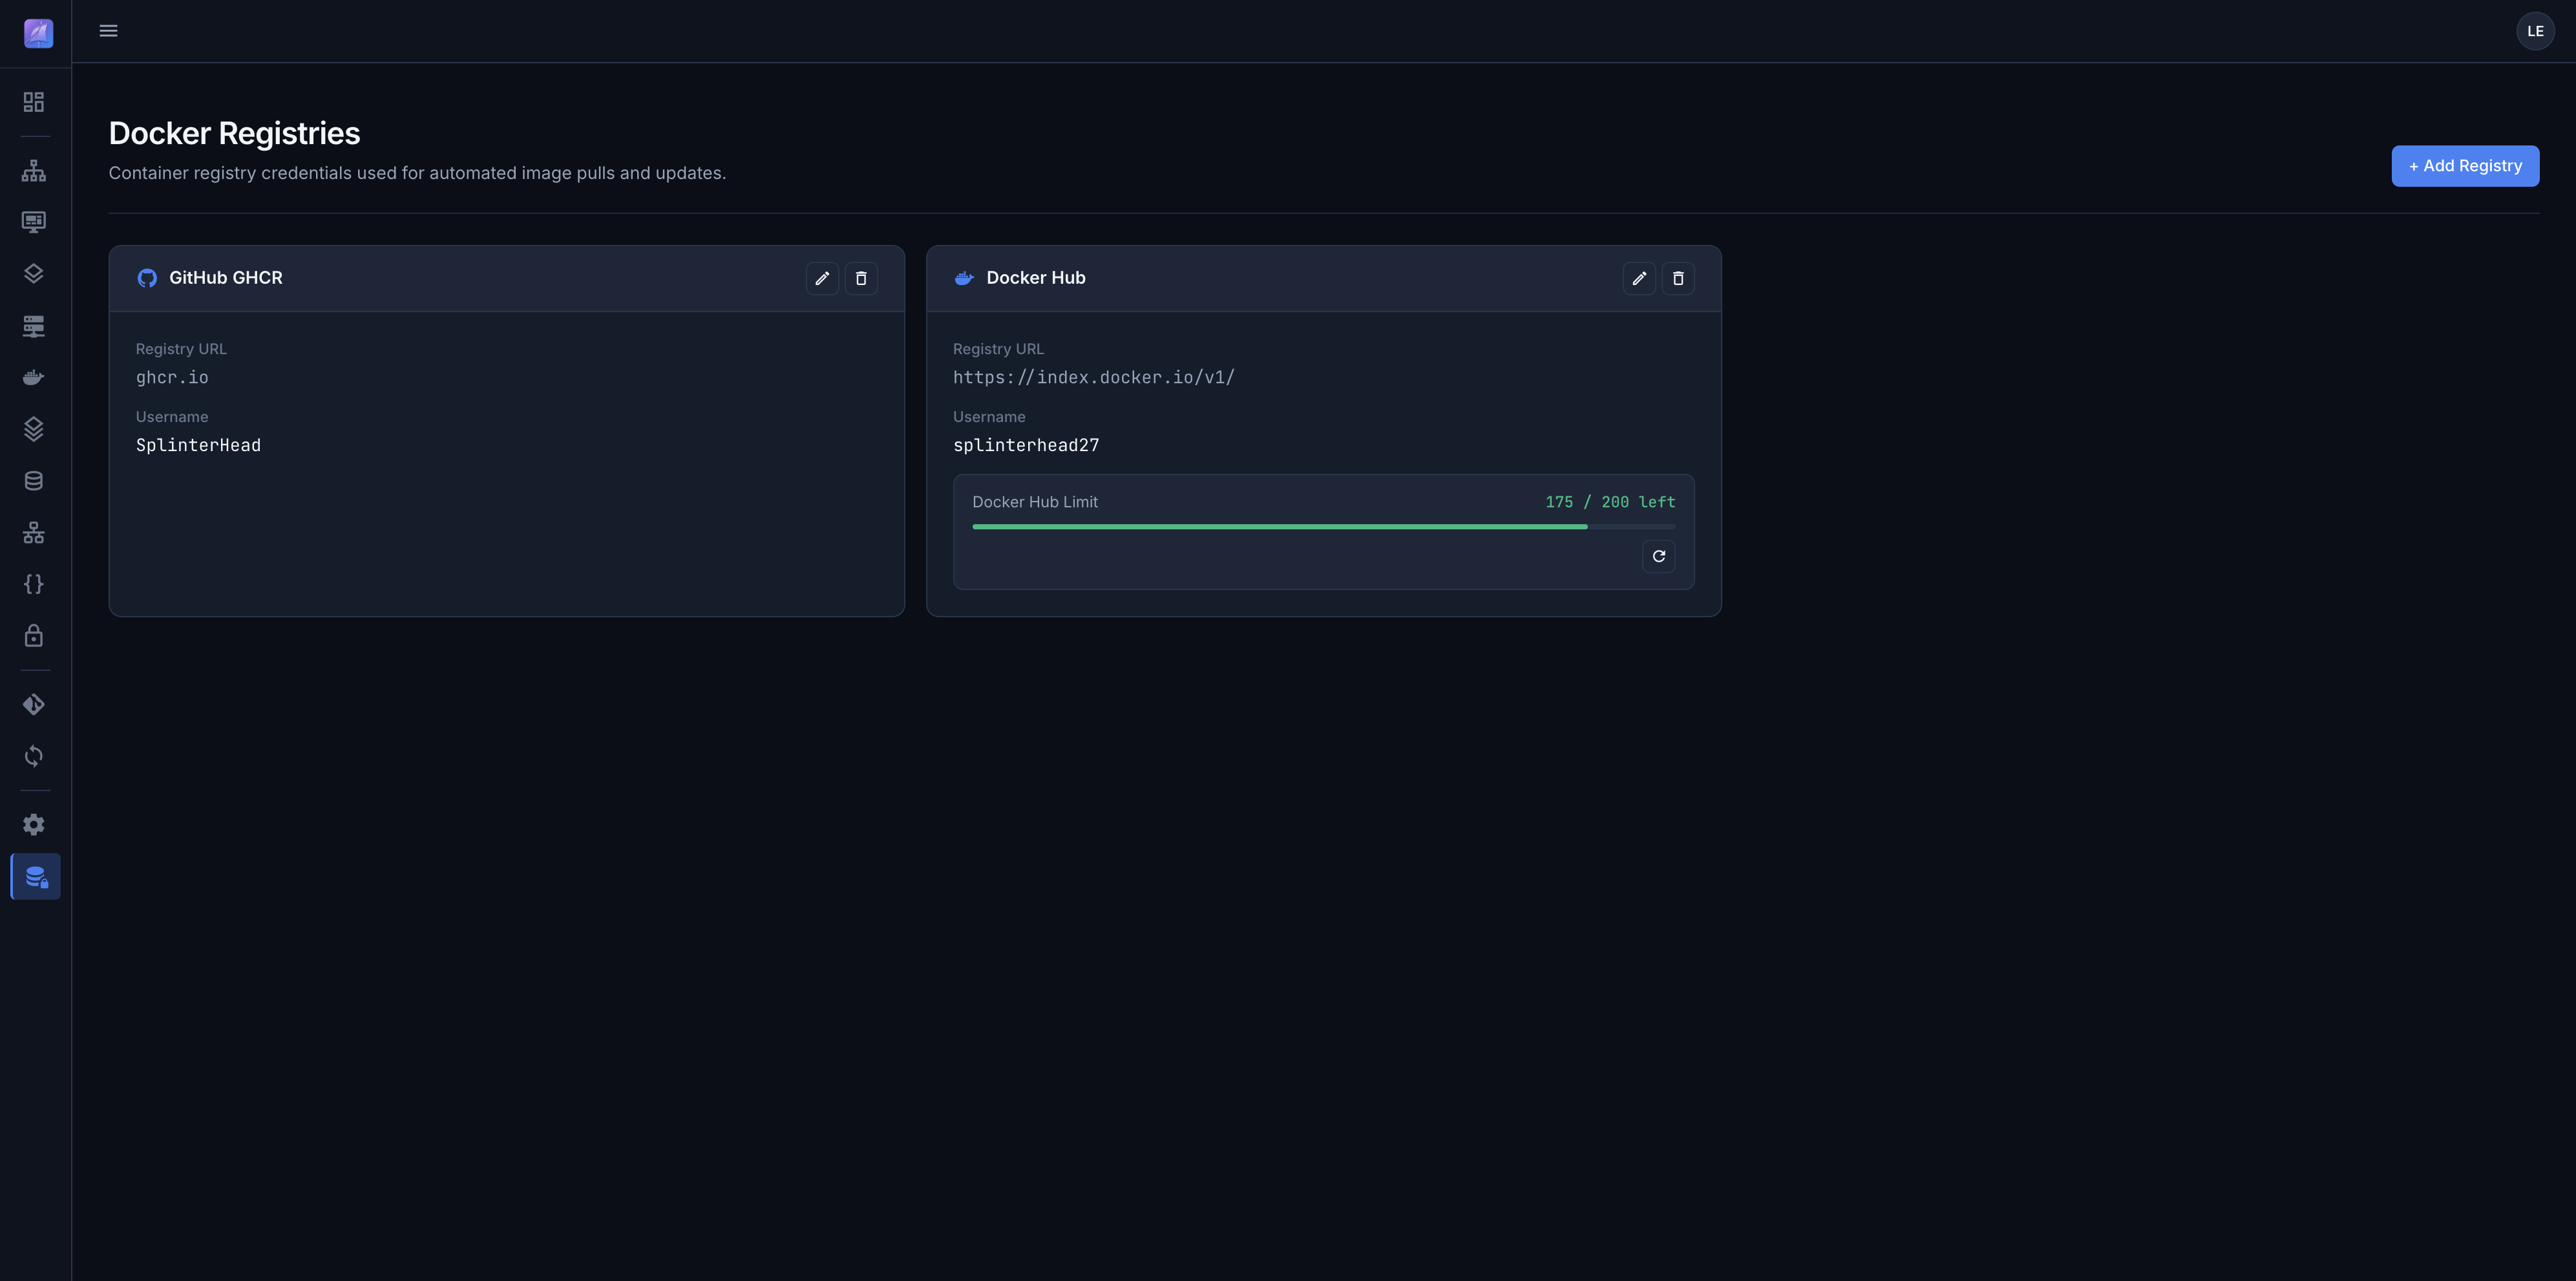 LE
Docker Registries
Container registry credentials used for automated image pulls and updates.
+ Add Registry
GitHub GHCR
Registry URL
ghcr.io
Username
SplinterHead
Docker Hub
Registry URL
https://index.docker.io/v1/
Username
splinterhead27
Docker Hub Limit
175 / 200 left